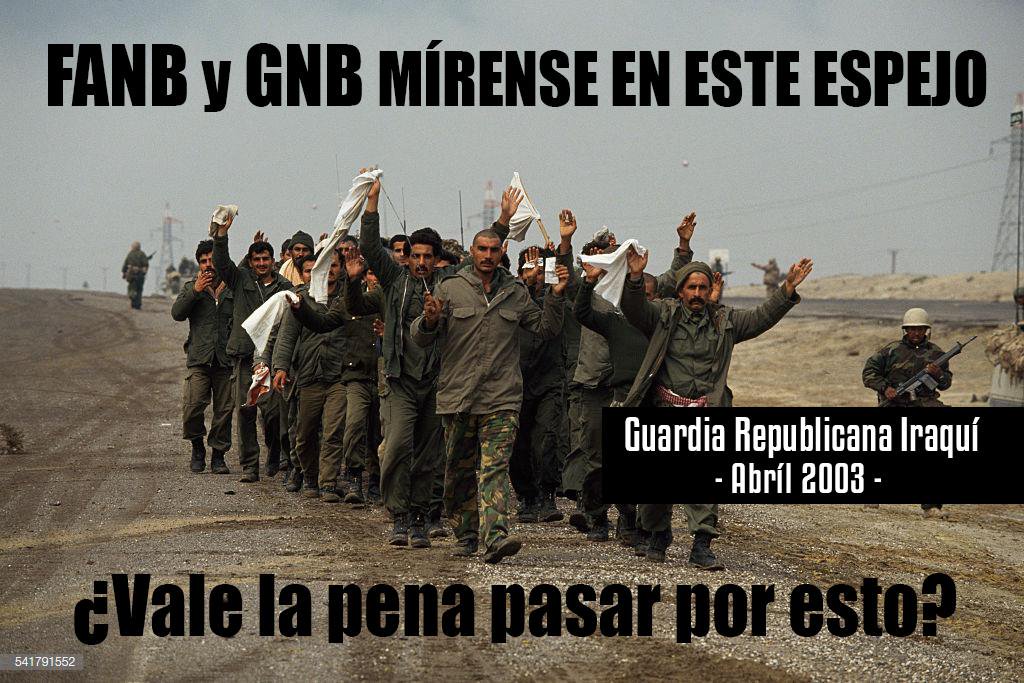 FANB y GNB MÍRENSE EN ESTE ESPEJO
Guardia Republicana Iraquí
- Abríl 2003 -
¿Vale la pena pasar por esto?
541791552